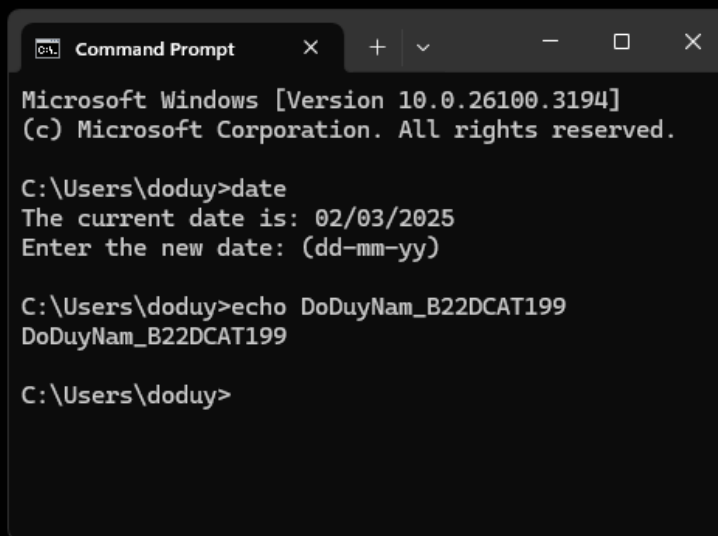 Command Prompt
Microsoft Windows [Version 10.0.26100.3194]
(c) Microsoft Corporation. All rights reserved.
C:\Users\doduy>date
The current date is: 02/03/2025
Enter the new date: (dd-mm-yy)
C:\Users\doduy>echo DoDuyNam_B22DCAT199
DoDuyNam_B22DCAT199
C:\Users\doduy>